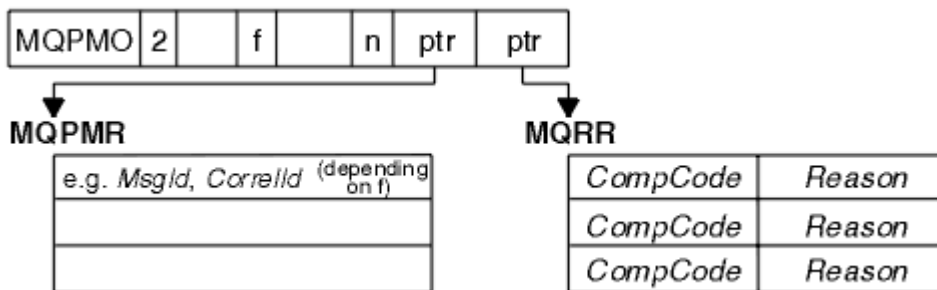 MQPMO 2 f n ptr ptr
MQPMR MQRR
e.g. MsgId, CorrelId (depending on f) CompCode Reason
CompCode Reason
CompCode Reason